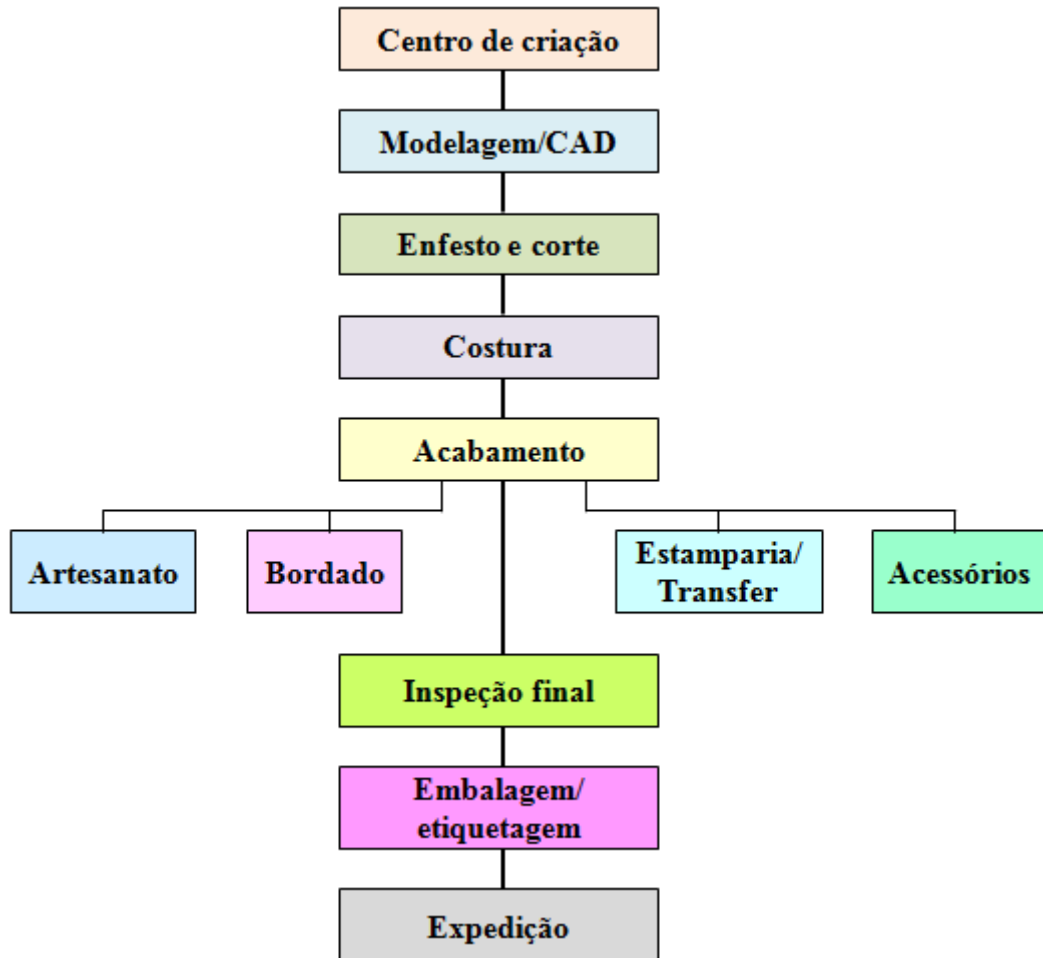 Centro de criação
Modelagem/CAD
Enfesto e corte
Costura
Acabamento
Artesanato
Bordado
Estamparia/
Transfer
Acessórios
Inspeção final
Embalagem/
etiquetagem
Expedição